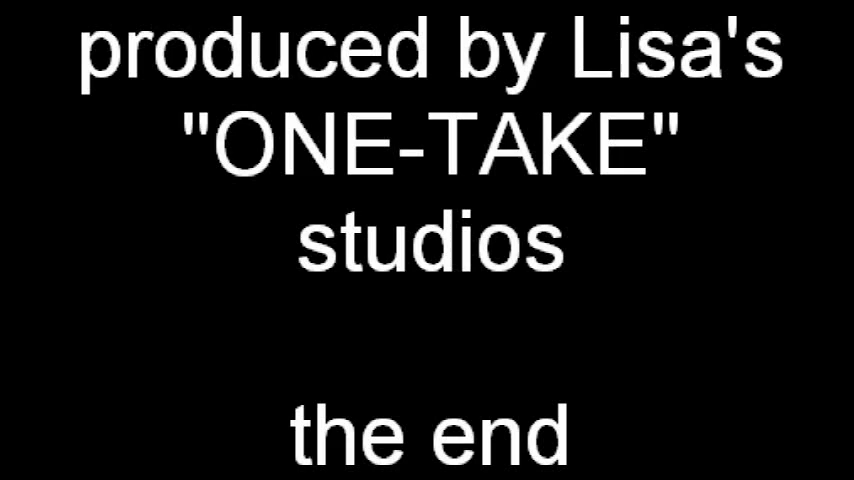 produced by Lisa's
"ONE-TAKE"
studios
the end